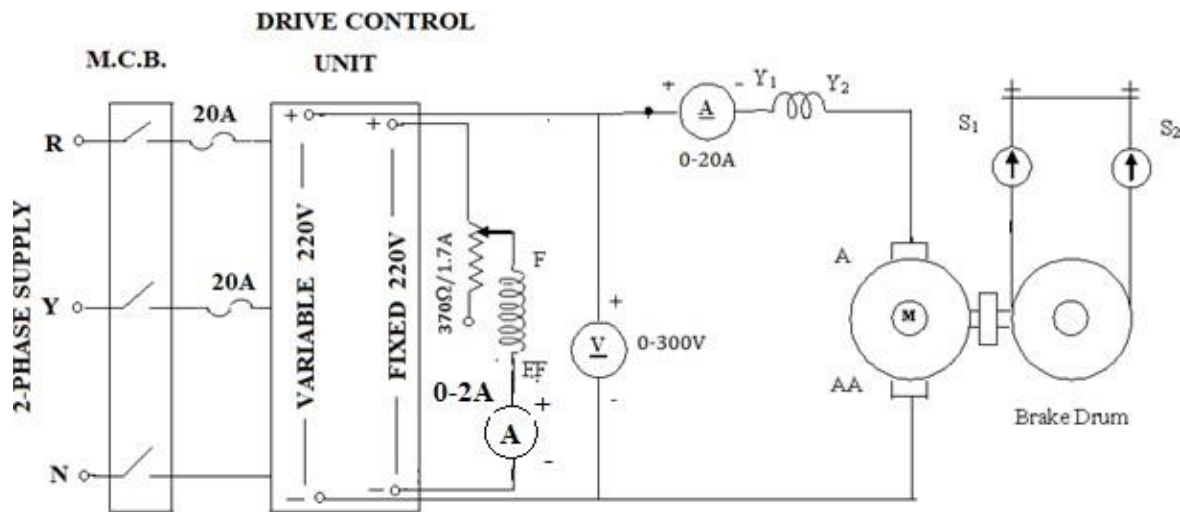 DRIVE CONTROL
UNIT
M.C.B.
20A
R
20A
Y
N
2-PHASE SUPPLY
+
+
VARIABLE 220V
FIXED 220V
−
−
370Ω/1.7A
F
FF
0-2A
+
A
-
+
V
-
0-300V
+
A
-
0-20A
Y₁
Y₂
A
M
AA
S₁
S₂
Brake Drum